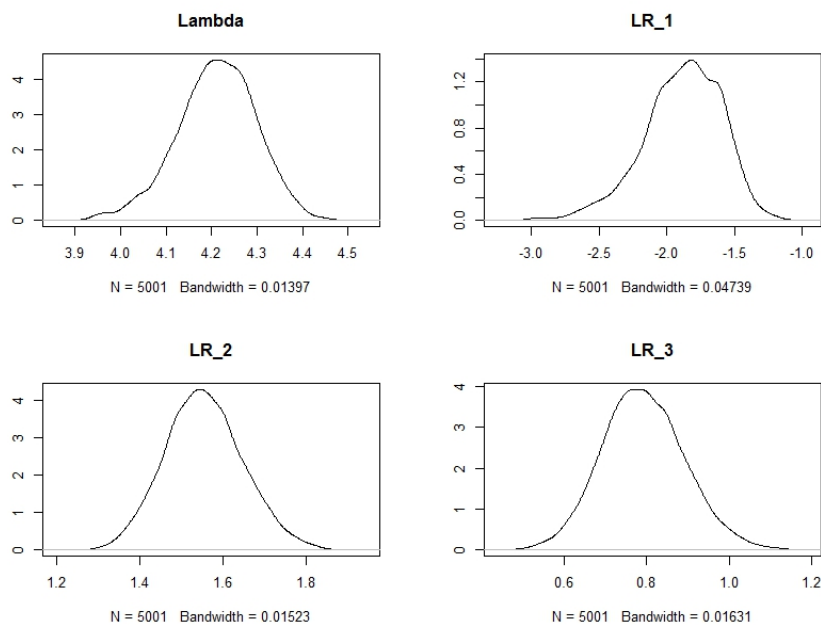 Lambda
4
3
2
1
0
3.9 4.0 4.1 4.2 4.3 4.4 4.5
N = 5001 Bandwidth = 0.01397
LR_1
1.2
0.8
0.4
0.0
-3.0 -2.5 -2.0 -1.5 -1.0
N = 5001 Bandwidth = 0.04739
LR_2
4
3
2
1
0
1.2 1.4 1.6 1.8
N = 5001 Bandwidth = 0.01523
LR_3
4
3
2
1
0
0.6 0.8 1.0 1.2
N = 5001 Bandwidth = 0.01631